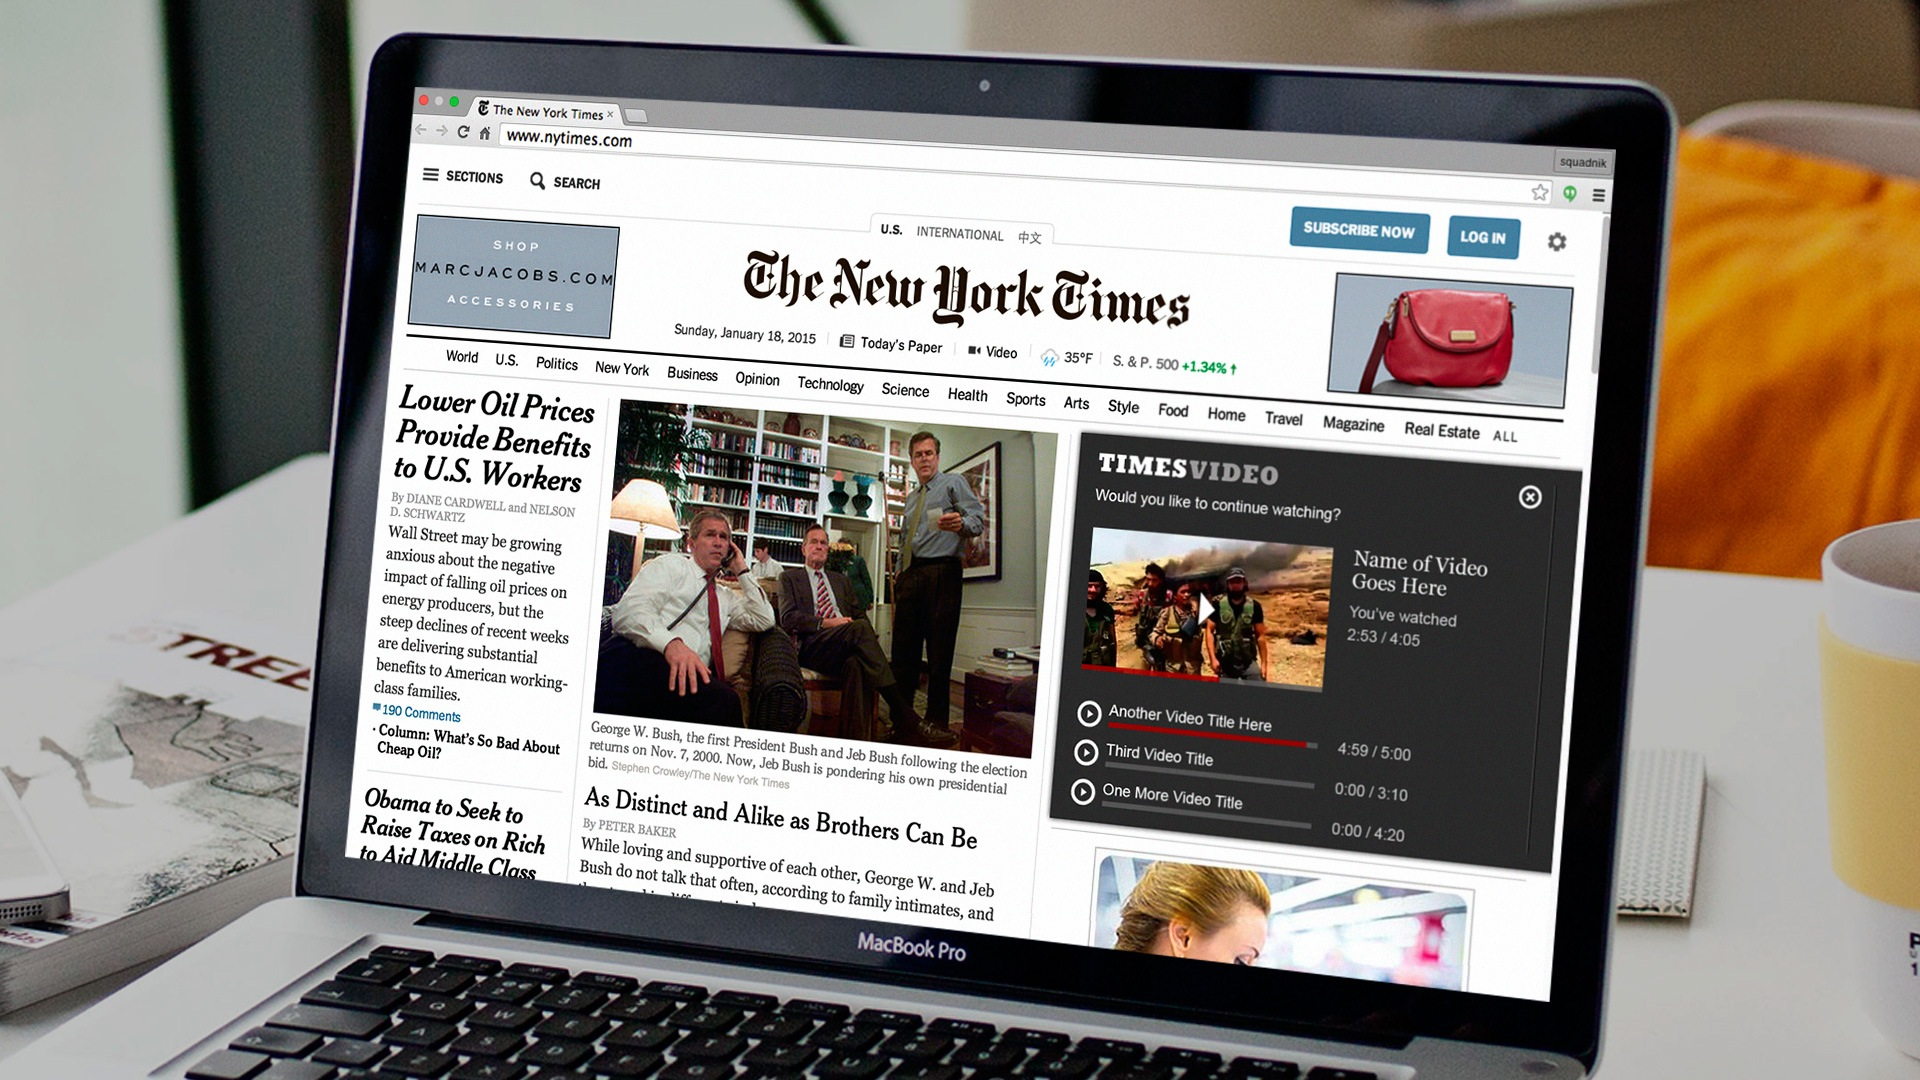 The New York Times
www.nytimes.com
squadnik
SECTIONS
SEARCH
U.S. INTERNATIONAL 中文
SUBSCRIBE NOW
LOG IN
SHOP
MARCJACOBS.COM
ACCESSORIES
The New York Times
Sunday, January 18, 2015
Today's Paper
Video
35°F
S. & P. 500 +1.34% ↑
World U.S. Politics New York Business Opinion Technology Science Health Sports Arts Style Food Home Travel Magazine Real Estate ALL
Lower Oil Prices
Provide Benefits
to U.S. Workers
By DIANE CARDWELL and NELSON
D. SCHWARTZ
Wall Street may be growing
anxious about the negative
impact of falling oil prices on
energy producers, but the
steep declines of recent weeks
are delivering substantial
benefits to American working-
class families.
190 Comments
· Column: What's So Bad About
Cheap Oil?
Obama to Seek to
Raise Taxes on Rich
to Aid Middle Class
George W. Bush, the first President Bush and Jeb Bush following the election
returns on Nov. 7, 2000. Now, Jeb Bush is pondering his own presidential
bid. Stephen Crowley/The New York Times
As Distinct and Alike as Brothers Can Be
By PETER BAKER
While loving and supportive of each other, George W. and Jeb
Bush do not talk that often, according to family intimates, and
TIMESVIDEO
Would you like to continue watching?
Name of Video
Goes Here
You've watched
2:53 / 4:05
Another Video Title Here
4:59 / 5:00
Third Video Title
0:00 / 3:10
One More Video Title
0:00 / 4:20
MacBook Pro
Q W E R T Y
A S D F